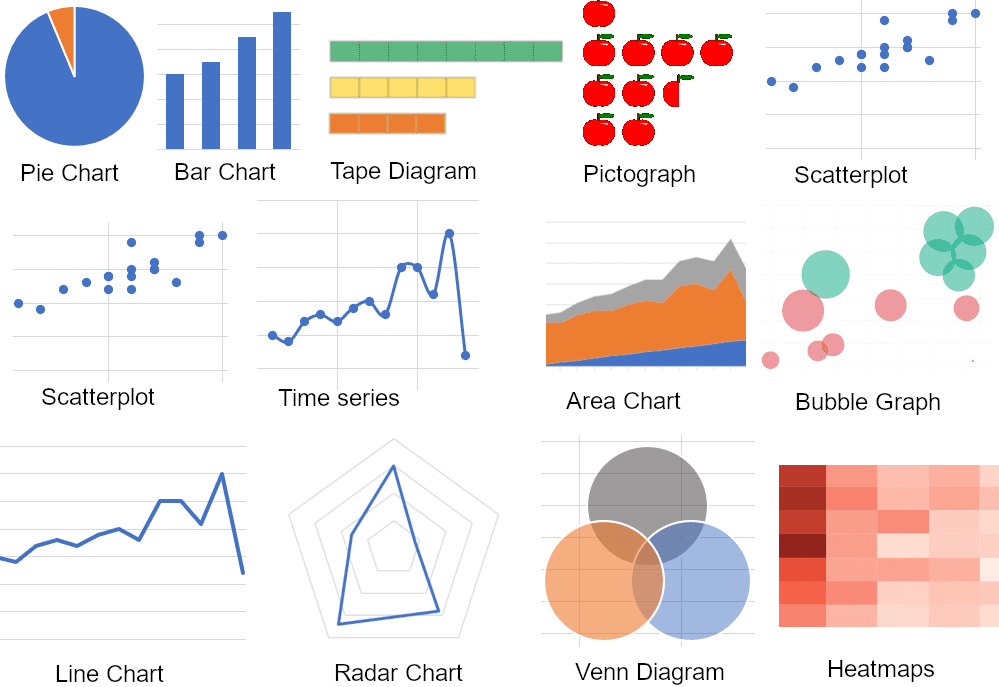 Pie Chart
Bar Chart
Tape Diagram
Pictograph
Scatterplot
Scatterplot
Time series
Area Chart
Bubble Graph
Line Chart
Radar Chart
Venn Diagram
Heatmaps